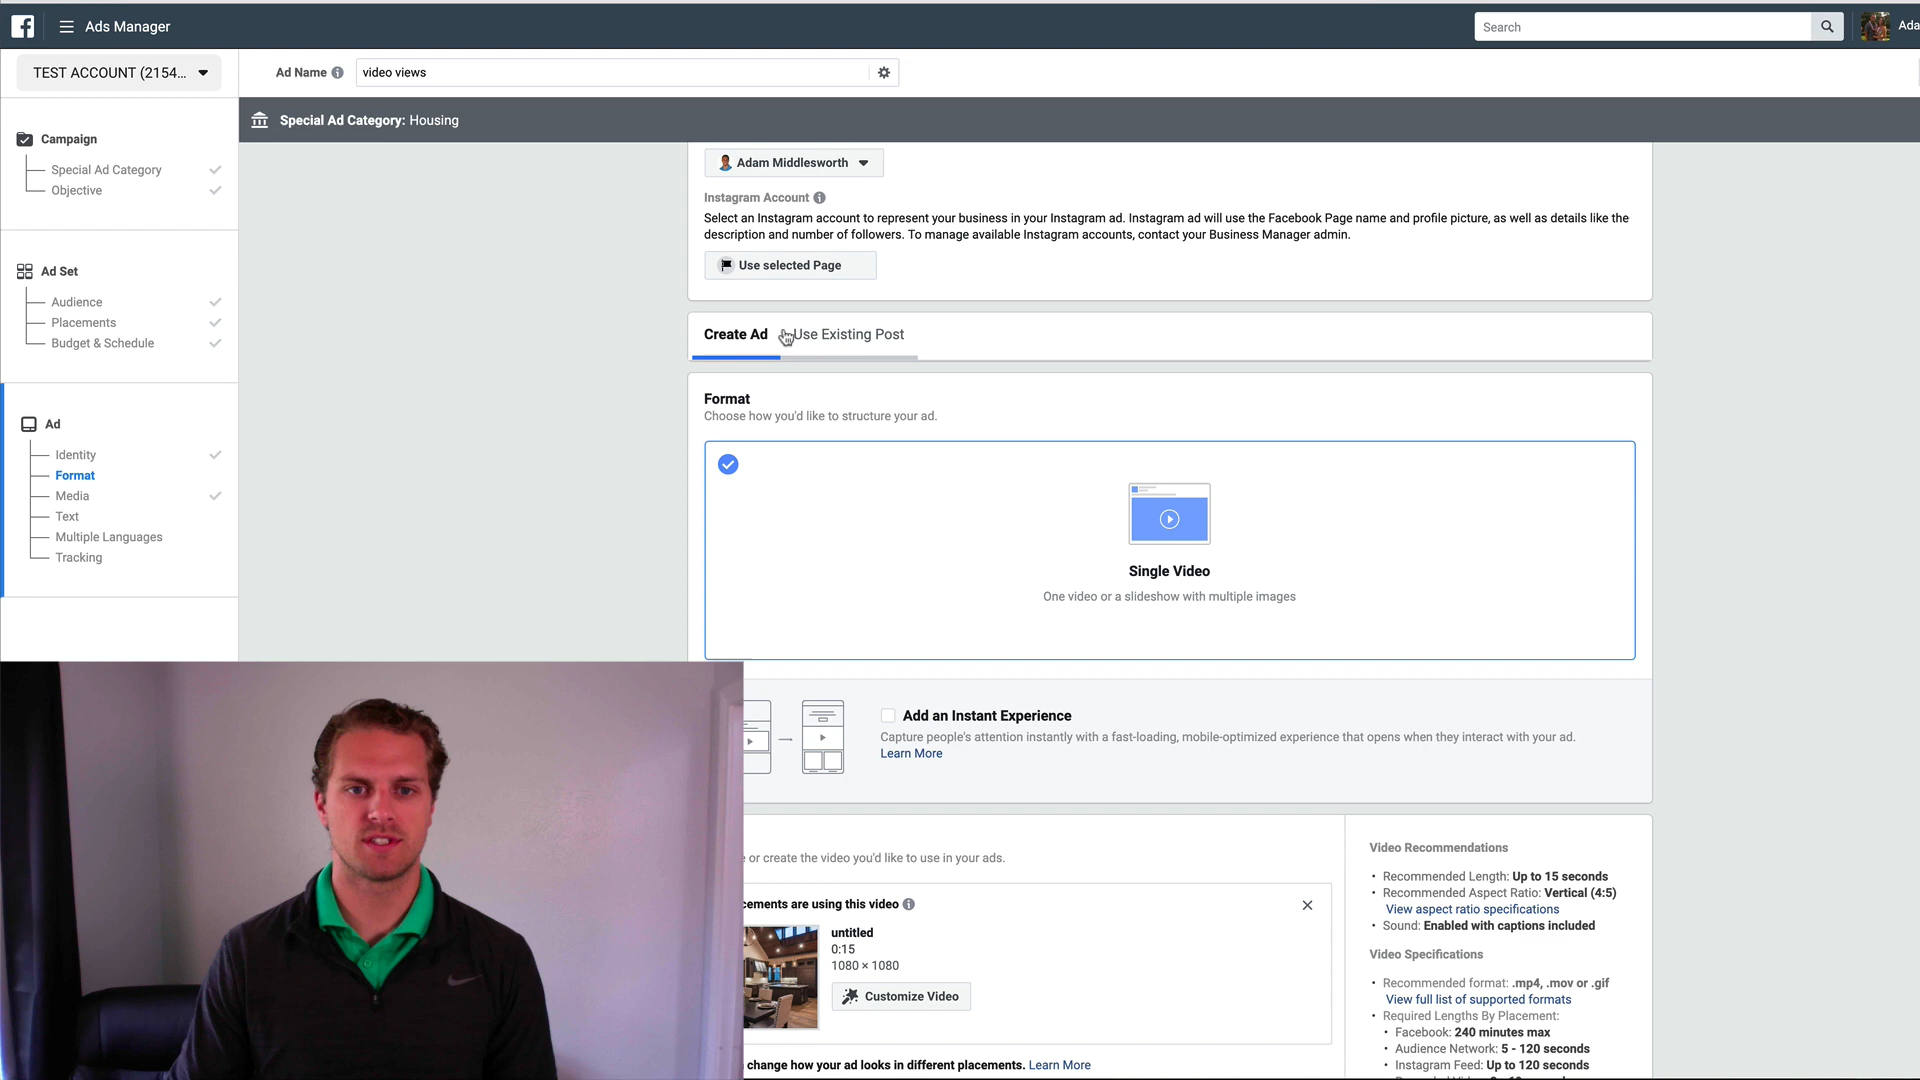 Ads Manager
Search
Ada
TEST ACCOUNT (2154...
Ad Name
video views
Special Ad Category: Housing
Campaign
Special Ad Category
Objective
Ad Set
Audience
Placements
Budget & Schedule
Ad
Identity
Format
Media
Text
Multiple Languages
Tracking
Adam Middlesworth
Instagram Account
Select an Instagram account to represent your business in your Instagram ad. Instagram ad will use the Facebook Page name and profile picture, as well as details like the
description and number of followers. To manage available Instagram accounts, contact your Business Manager admin.
Use selected Page
Create Ad
Use Existing Post
Format
Choose how you'd like to structure your ad.
Single Video
One video or a slideshow with multiple images
Add an Instant Experience
Capture people's attention instantly with a fast-loading, mobile-optimized experience that opens when they interact with your ad.
Learn More
or create the video you'd like to use in your ads.
cements are using this video
untitled
0:15
1080 × 1080
Customize Video
change how your ad looks in different placements. Learn More
Video Recommendations
• Recommended Length: Up to 15 seconds
• Recommended Aspect Ratio: Vertical (4:5)
View aspect ratio specifications
• Sound: Enabled with captions included
Video Specifications
• Recommended format: .mp4, .mov or .gif
View full list of supported formats
• Required Lengths By Placement:
• Facebook: 240 minutes max
• Audience Network: 5 - 120 seconds
• Instagram Feed: Up to 120 seconds